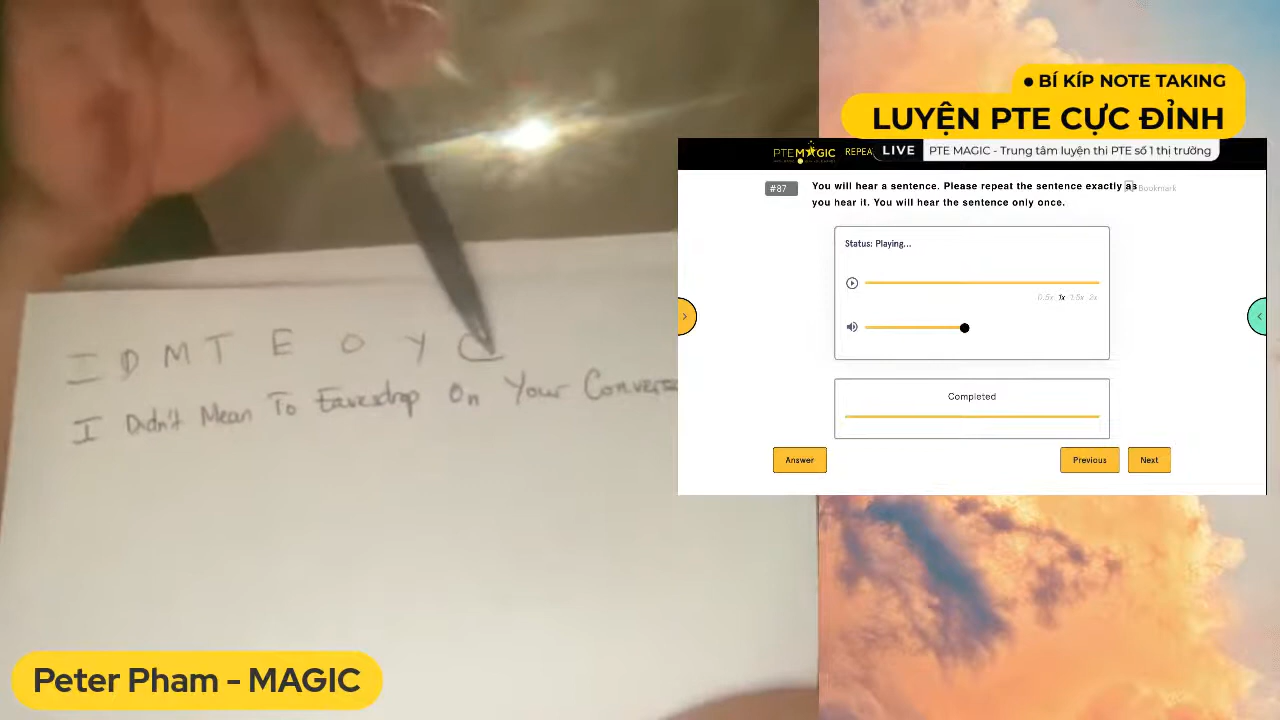 ● BÍ KÍP NOTE TAKING
LUYỆN PTE CỰC ĐỈNH
PTE MAGIC
LIVE PTE MAGIC - Trung tâm luyện thi PTE số 1 thị trường
#87
You will hear a sentence. Please repeat the sentence exactly as
you hear it. You will hear the sentence only once.
Bookmark
Status: Playing...
0.5x 1x 1.5x 2x
Completed
Answer
Previous
Next
I D M T E O Y C
I Didn't Mean To Eavesdrop On Your
Peter Pham - MAGIC